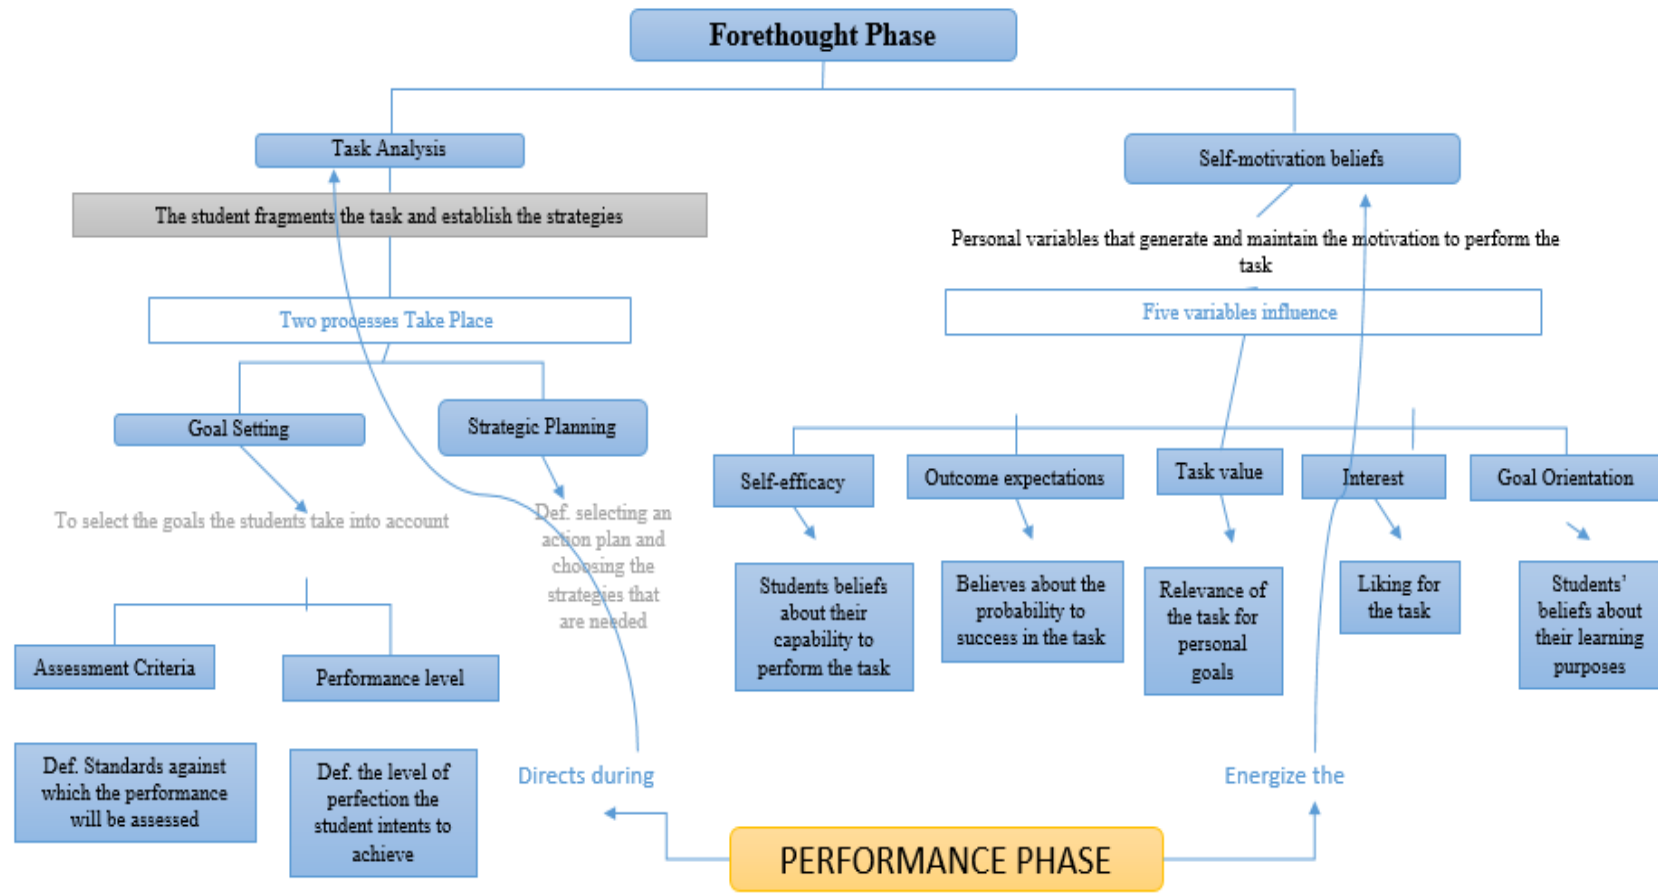 Forethought Phase
Task Analysis
Self-motivation beliefs
The student fragments the task and establish the strategies
Personal variables that generate and maintain the motivation to perform the
task
Two processes Take Place
Five variables influence
Goal Setting
Strategic Planning
To select the goals the students take into account
Def. selecting an
action plan and
choosing the
strategies that
are needed
Self-efficacy
Outcome expectations
Task value
Interest
Goal Orientation
Students beliefs
about their
capability to
perform the task
Believes about the
probability to
success in the task
Relevance of
the task for
personal
goals
Liking for
the task
Students’
beliefs about
their learning
purposes
Assessment Criteria
Performance level
Def. Standards against
which the performance
will be assessed
Def. the level of
perfection the
student intents to
achieve
Directs during
Energize the
PERFORMANCE PHASE